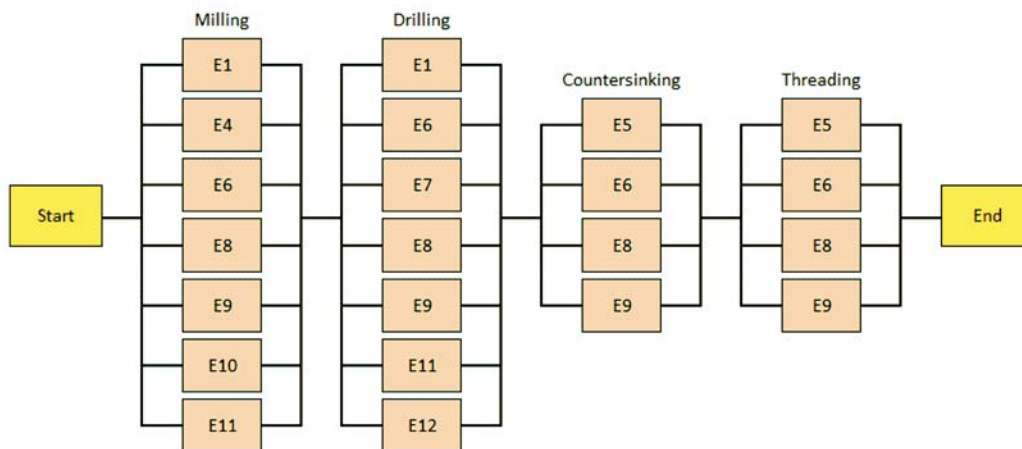 Milling
Drilling
E1
E1
Countersinking
Threading
E4
E6
E5
E5
E6
E7
E6
E6
Start
End
E8
E8
E8
E8
E9
E9
E9
E9
E10
E11
E11
E12